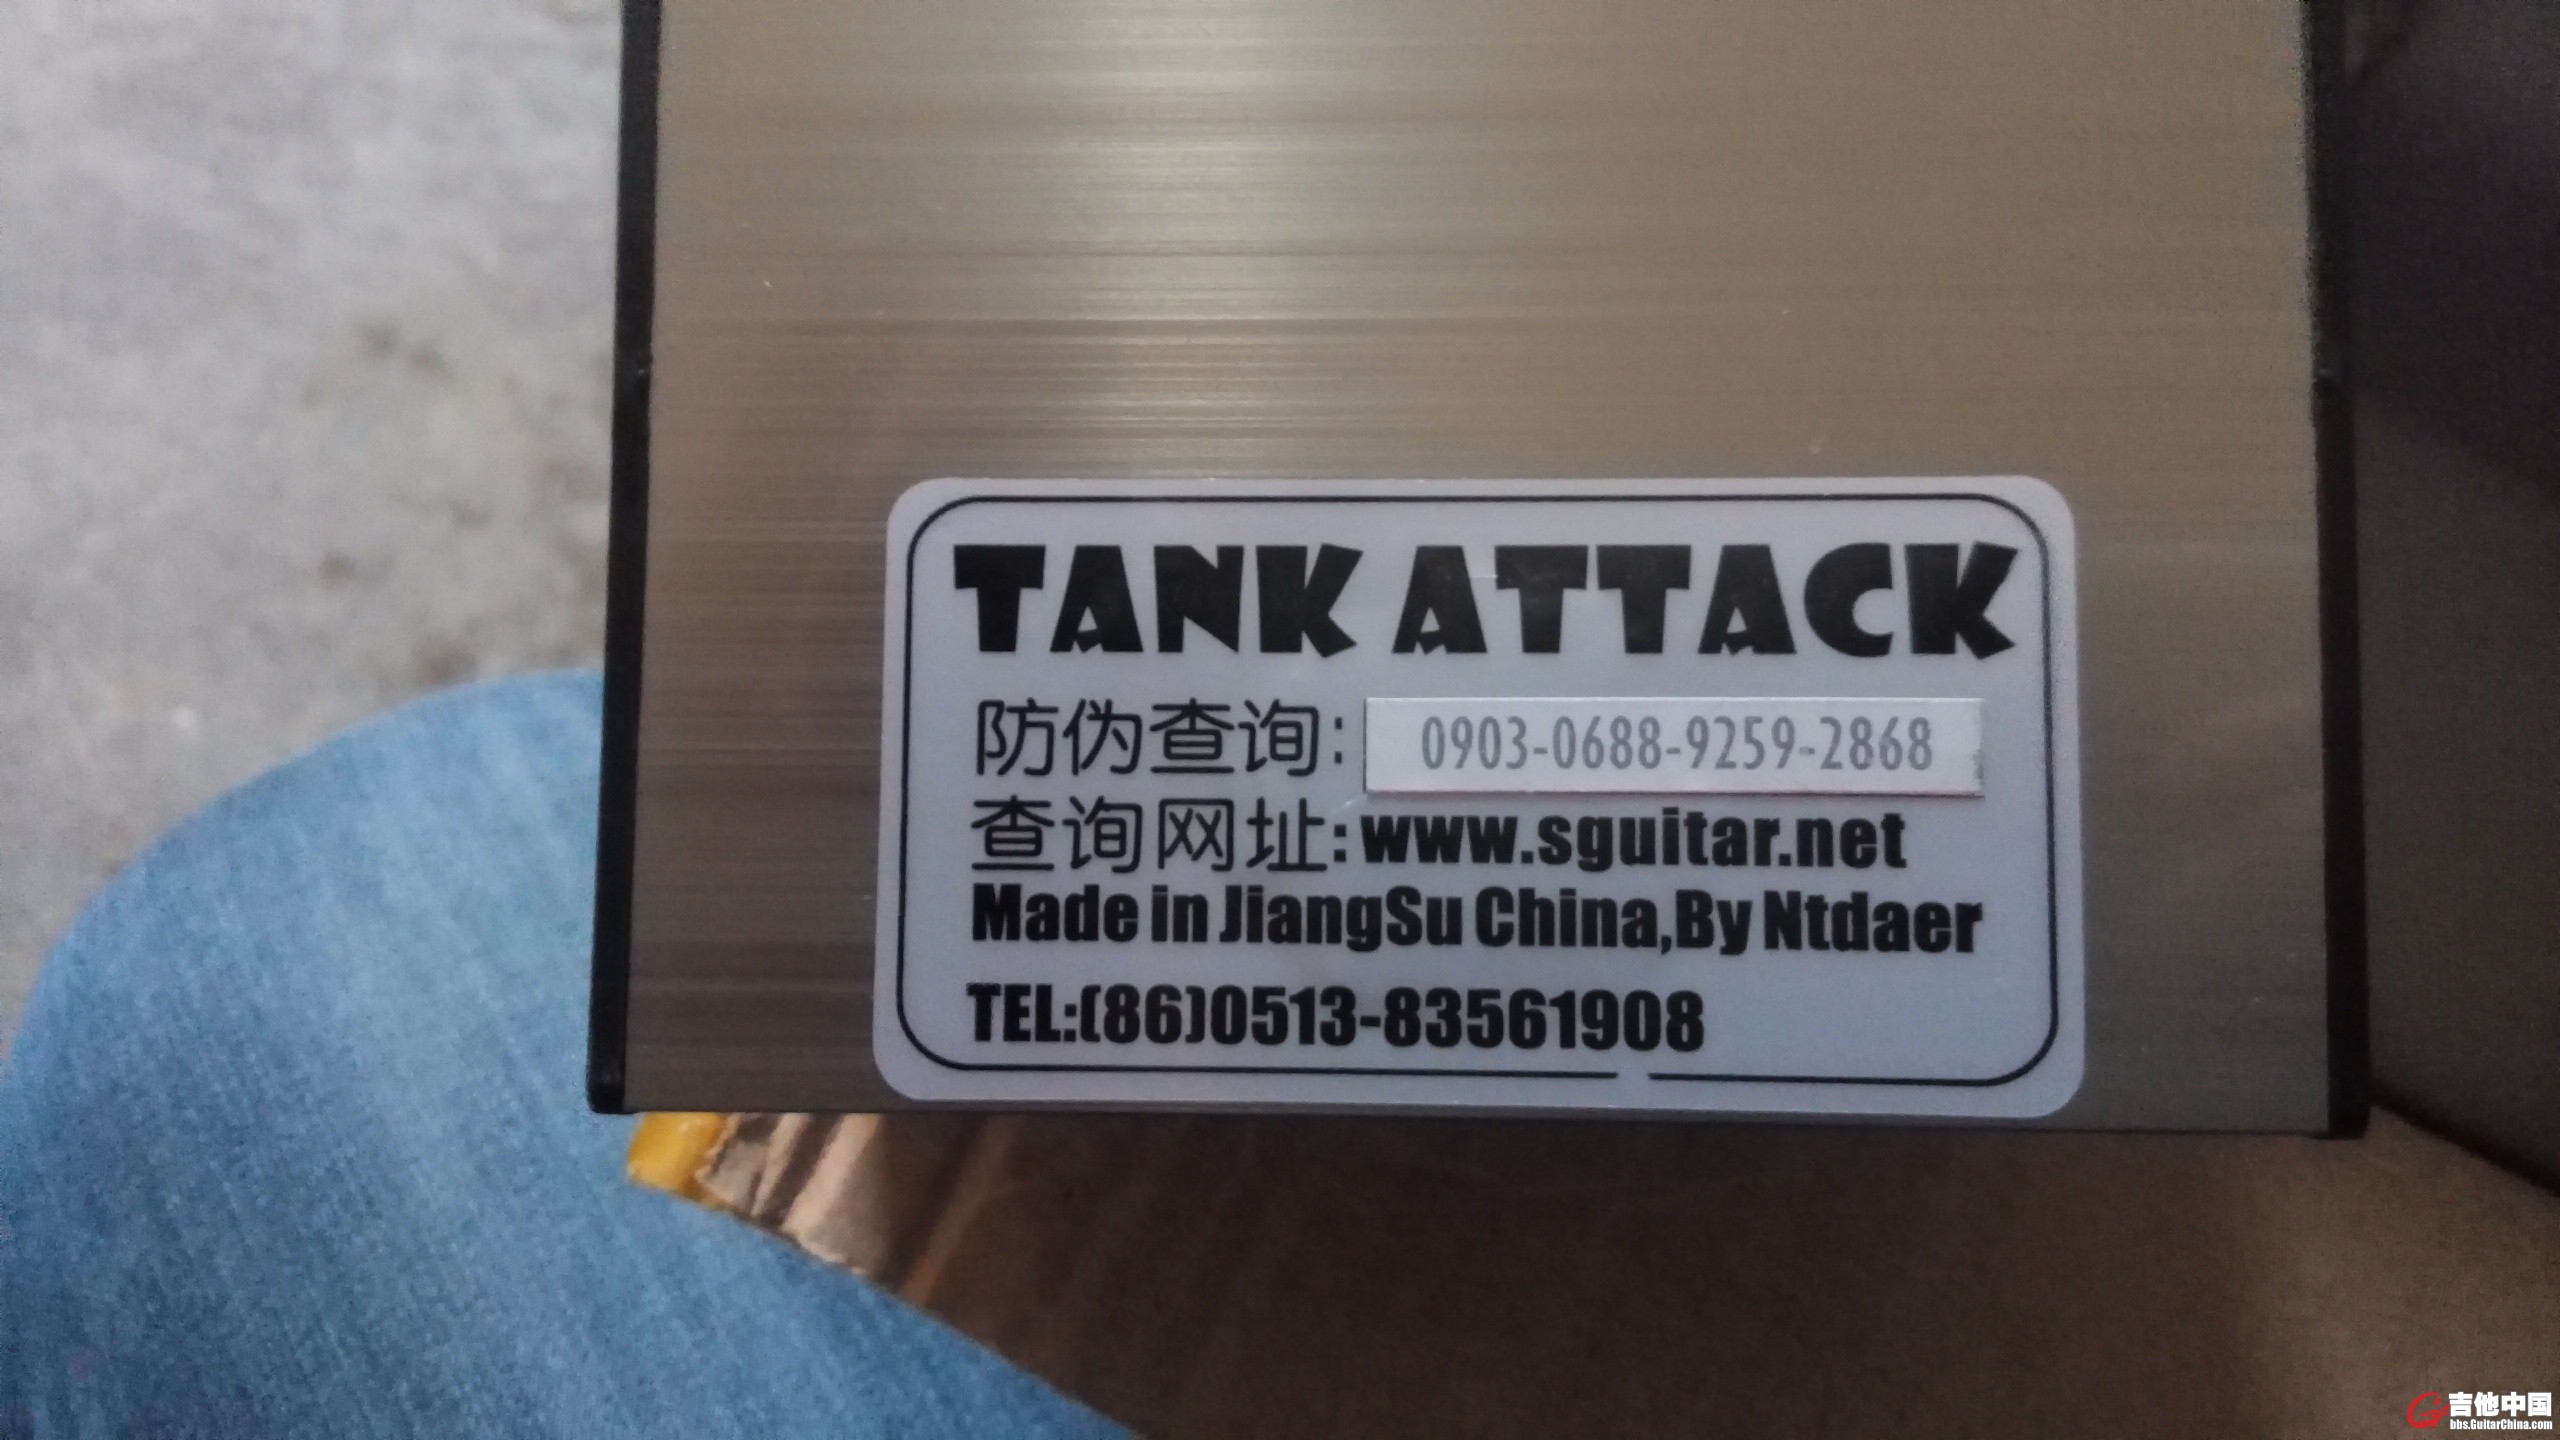 TANK ATTACK
防伪查询: 0903-0688-9259-2868
查询网址:www.sguitar.net
Made in JiangSu China,By Ntdaer
TEL:(86)0513-83561908
吉他中国
bbs.GuitarChina.com